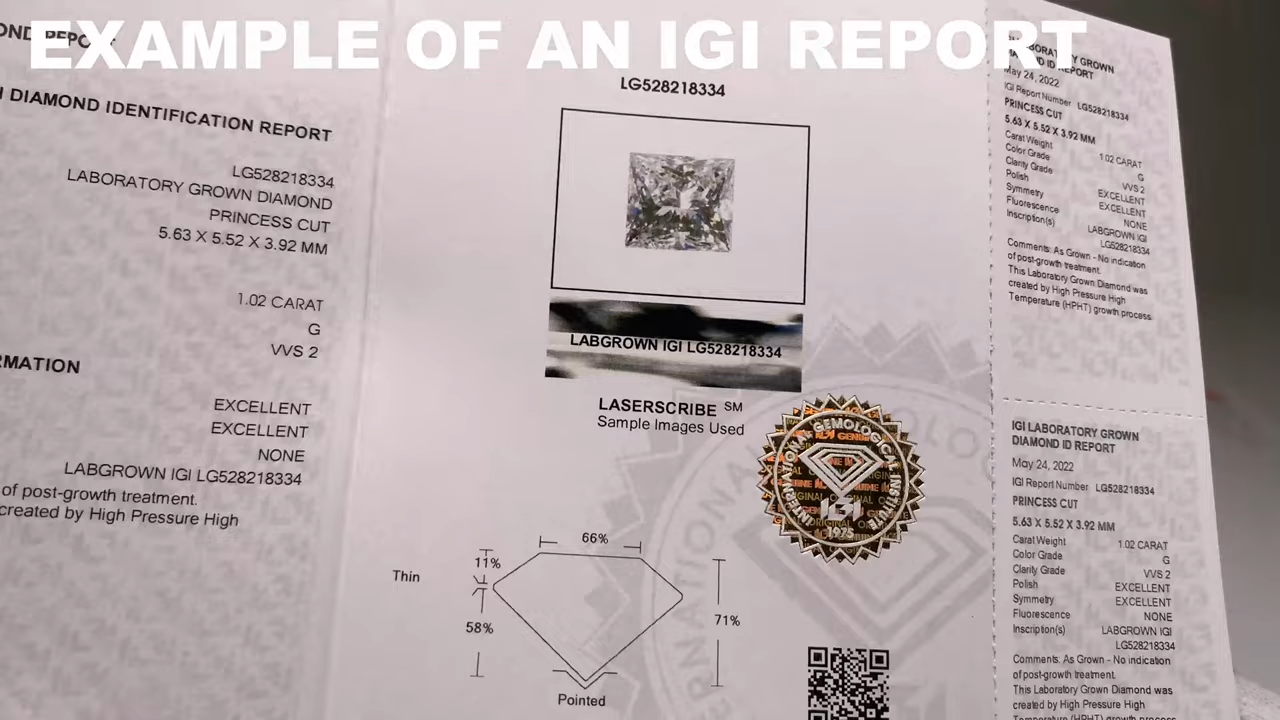 EXAMPLE OF AN IGI REPORT
DIAMOND IDENTIFICATION REPORT
LG528218334
LABORATORY GROWN DIAMOND
PRINCESS CUT
5.63 X 5.52 X 3.92 MM
1.02 CARAT
G
VVS 2
EXCELLENT
EXCELLENT
NONE
LABGROWN IGI LG528218334
of post-growth treatment.
created by High Pressure High
LG528218334
LABGROWN IGI LG528218334
LASERSCRIBE SM
Sample Images Used
INTERNATIONAL GEMOLOGICAL INSTITUTE
IGI
1975
66%
11%
Thin
58%
71%
Pointed
May 24, 2022
IGI Report Number LG528218334
PRINCESS CUT
5.63 X 5.52 X 3.92 MM
Carat Weight 1.02 CARAT
Color Grade G
Clarity Grade VVS 2
Polish EXCELLENT
Symmetry EXCELLENT
Fluorescence NONE
Inscription(s) LABGROWN IGI
LG528218334
Comments: As Grown - No indication
of post-growth treatment.
This Laboratory Grown Diamond was
created by High Pressure High
Temperature (HPHT) growth process
IGI LABORATORY GROWN
DIAMOND ID REPORT
May 24, 2022
IGI Report Number LG528218334
PRINCESS CUT
5.63 X 5.52 X 3.92 MM
Carat Weight 1.02 CARAT
Color Grade G
Clarity Grade VVS 2
Polish EXCELLENT
Symmetry EXCELLENT
Fluorescence NONE
Inscription(s) LABGROWN IGI
LG528218334
Comments: As Grown - No indication
of post-growth treatment.
This Laboratory Grown Diamond was
created by High Pressure High
Temperature (HPHT) growth process